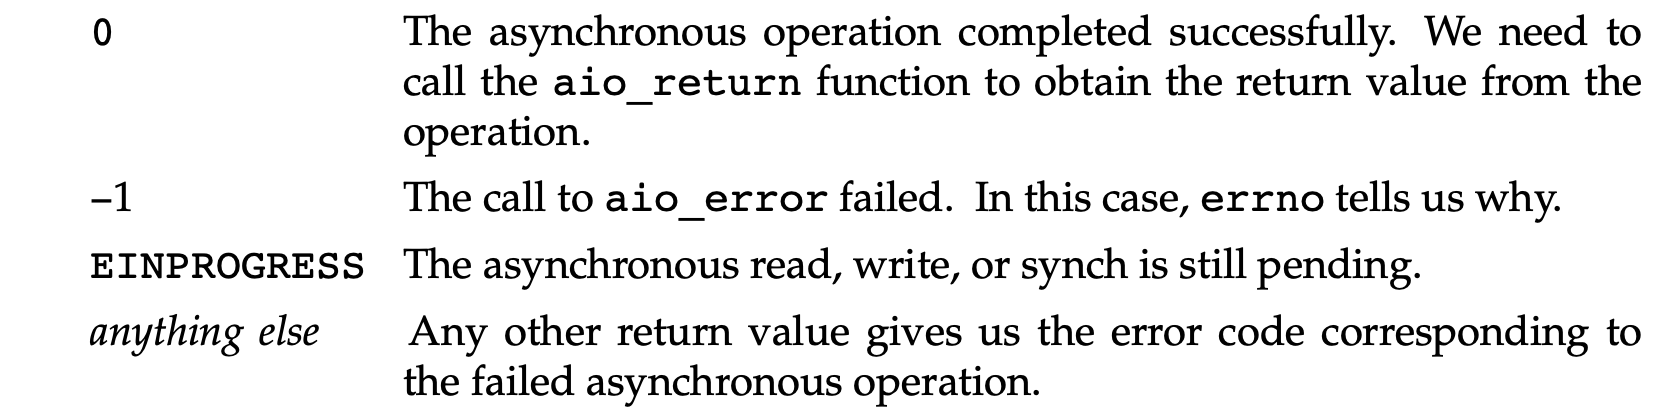 0 The asynchronous operation completed successfully. We need to
call the aio_return function to obtain the return value from the
operation.
–1 The call to aio_error failed. In this case, errno tells us why.
EINPROGRESS The asynchronous read, write, or synch is still pending.
anything else Any other return value gives us the error code corresponding to
the failed asynchronous operation.